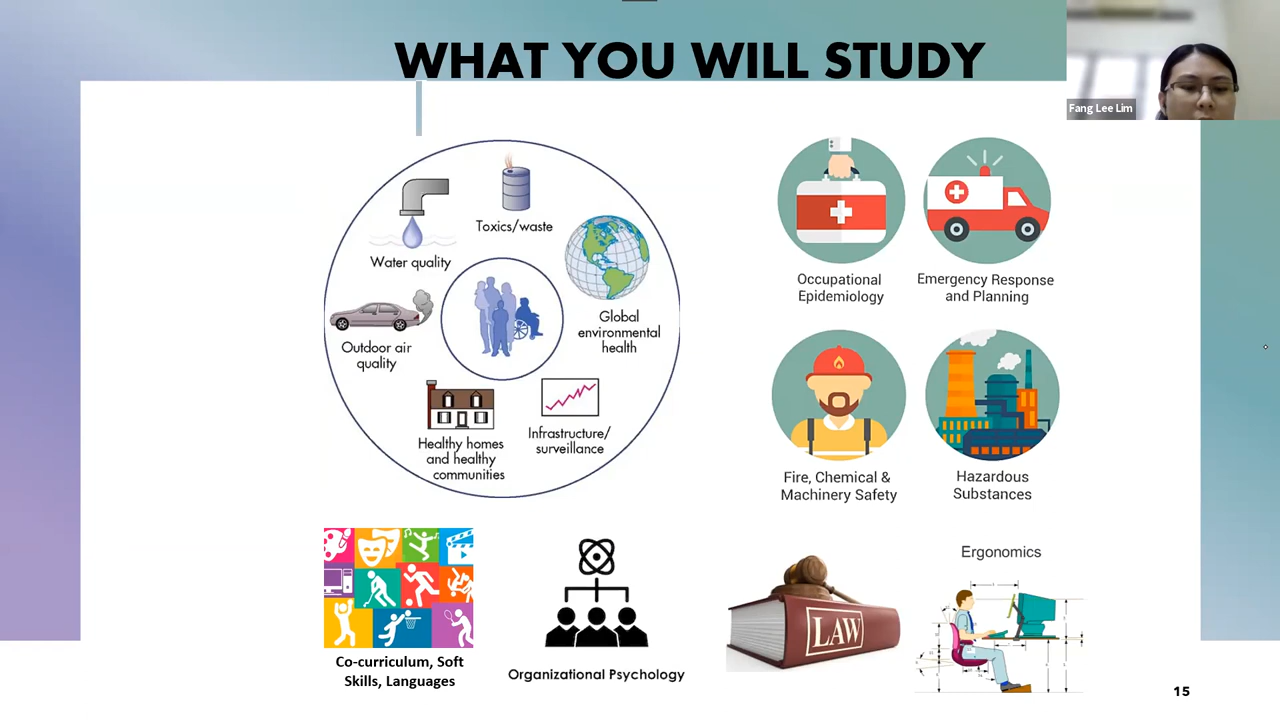 WHAT YOU WILL STUDY
Fang Lee Lim
Toxics/waste
Water quality
Global
environmental
health
Outdoor air
quality
Infrastructure/
surveillance
Healthy homes
and healthy
communities
Occupational
Epidemiology
Emergency Response
and Planning
Fire, Chemical &
Machinery Safety
Hazardous
Substances
Co-curriculum, Soft
Skills, Languages
Organizational Psychology
LAW
Ergonomics
15